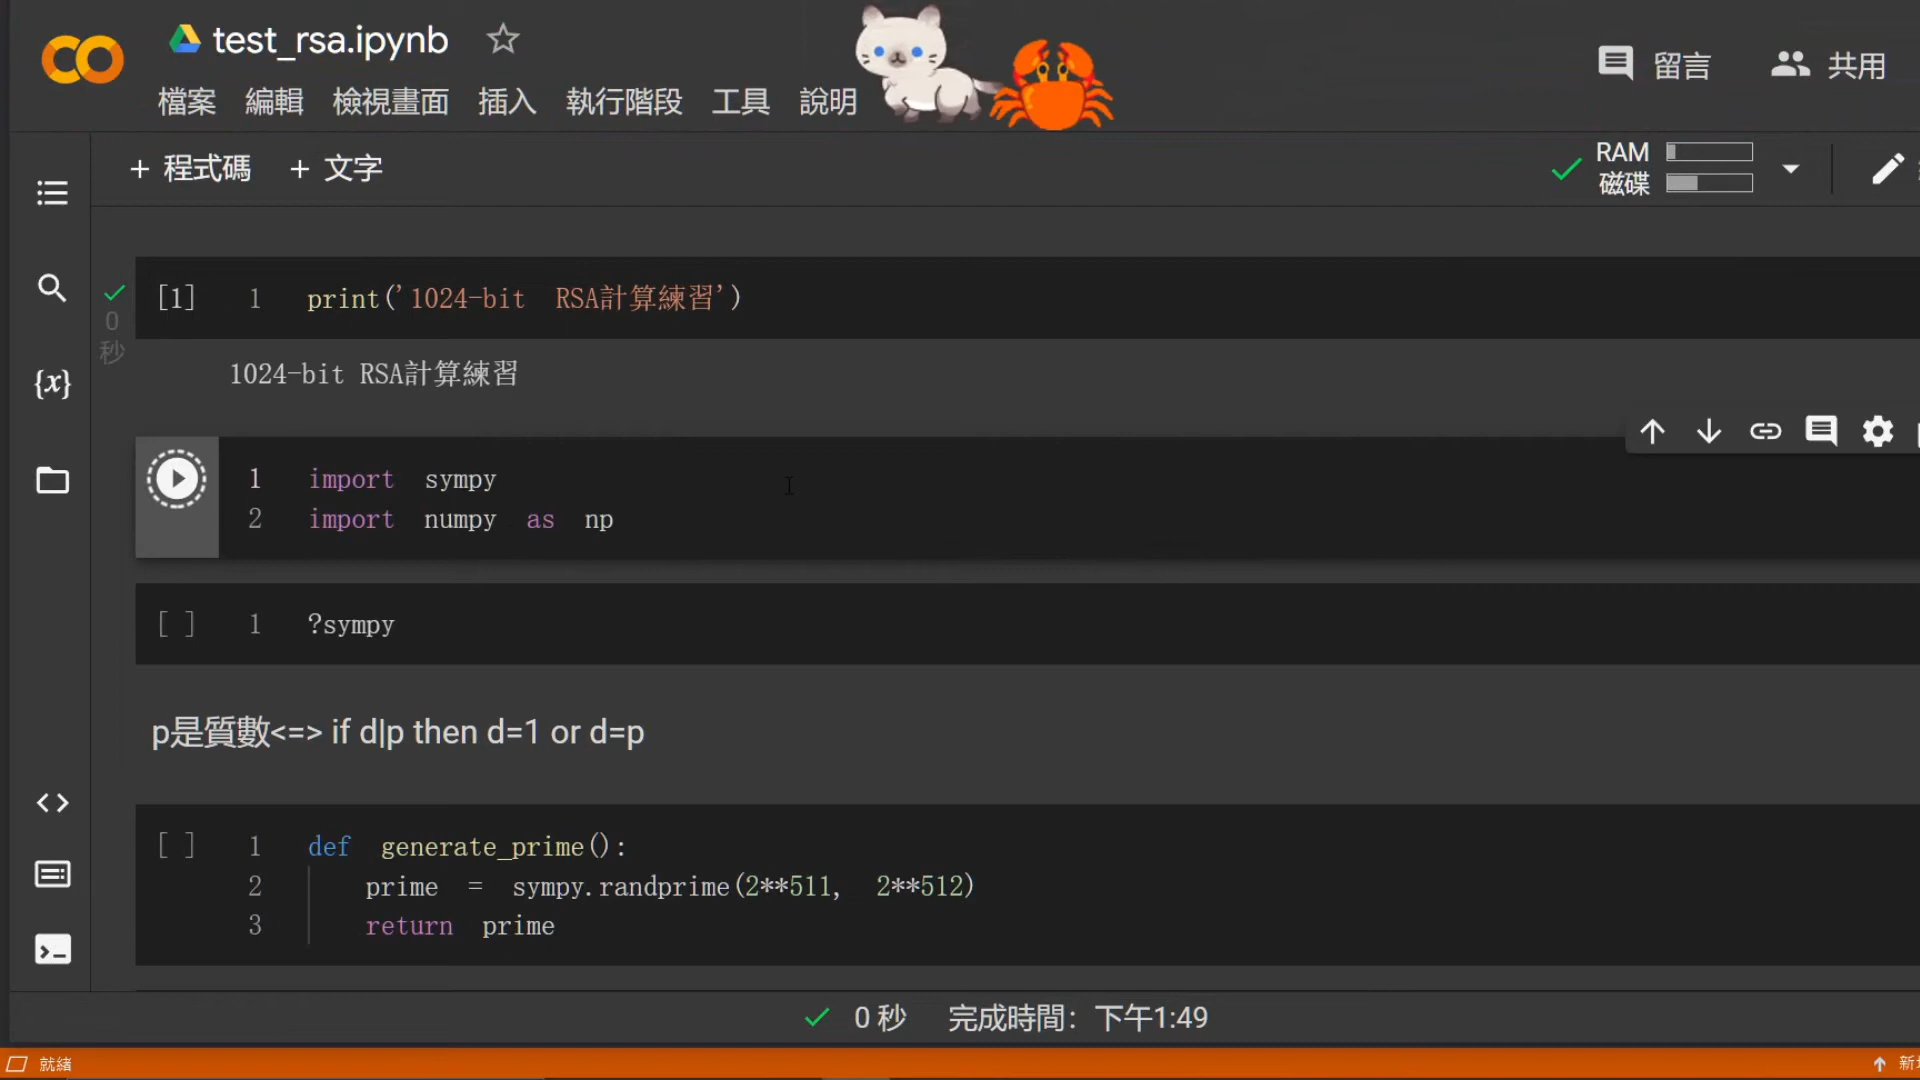 test_rsa.ipynb
檔案 編輯 檢視畫面 插入 執行階段 工具 說明
留言 共用
+ 程式碼 + 文字
RAM
磁碟
[1] 1 print('1024-bit RSA計算練習')
0
秒
1024-bit RSA計算練習
1 import sympy
2 import numpy as np
[ ] 1 ?sympy
p是質數<=> if d|p then d=1 or d=p
[ ] 1 def generate_prime():
2 prime = sympy.randprime(2**511, 2**512)
3 return prime
0 秒 完成時間：下午1:49
就緒